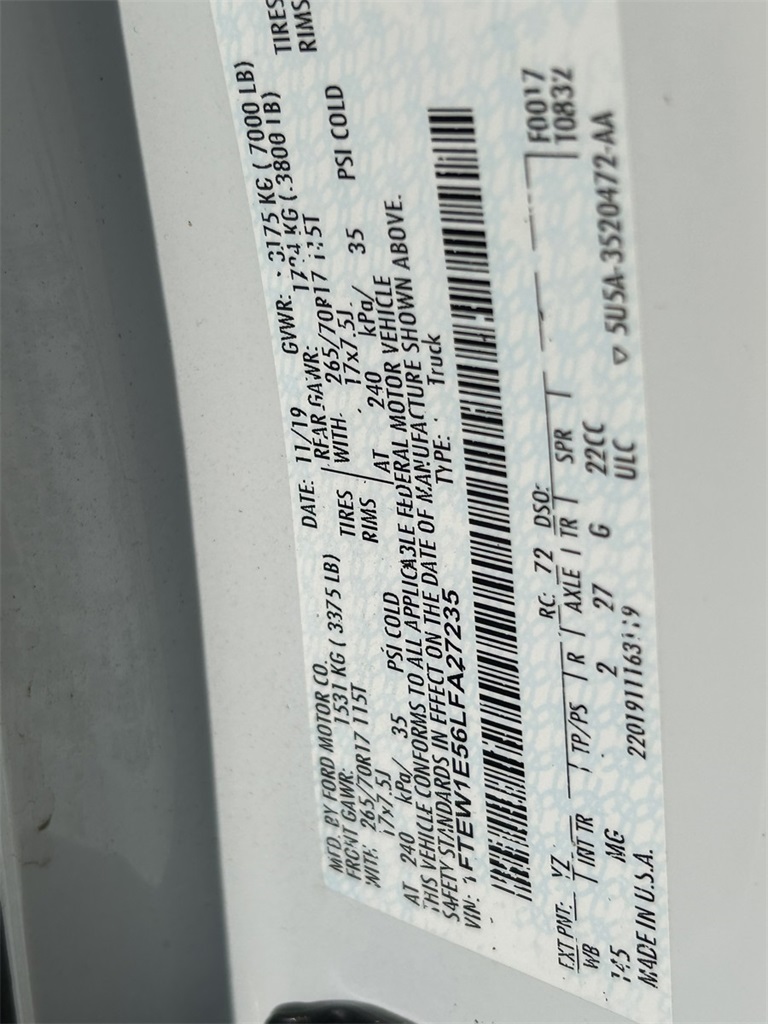 MFD. BY FORD MOTOR CO.
DATE: 11/19 GVWR: 3175 KG ( 7000 LB)
FRONT GAWR: 1531 KG ( 3375 LB) REAR GAWR: KG ( 3800 LB)
WITH 265/70R17 115T TIRES WITH 265/70R17 115T TIRES
17x7.5J RIMS 17x7.5J RIMS
AT 240 kPa/ 35 PSI COLD AT 240 kPa/ 35 PSI COLD
THIS VEHICLE CONFORMS TO ALL APPLICABLE FEDERAL MOTOR VEHICLE
SAFETY STANDARDS IN EFFECT ON THE DATE OF MANUFACTURE SHOWN ABOVE.
VIN: 1FTEW1E56LFA27235 TYPE: Truck
EXT PNT: YZ RC: 72 DSO: F0017
WB INT TR TP/PS R AXLE TR SPR T0832
145 MG 2 27 G 22CC
ULC
MADE IN U.S.A. ▽ 5U5A-3520472-AA